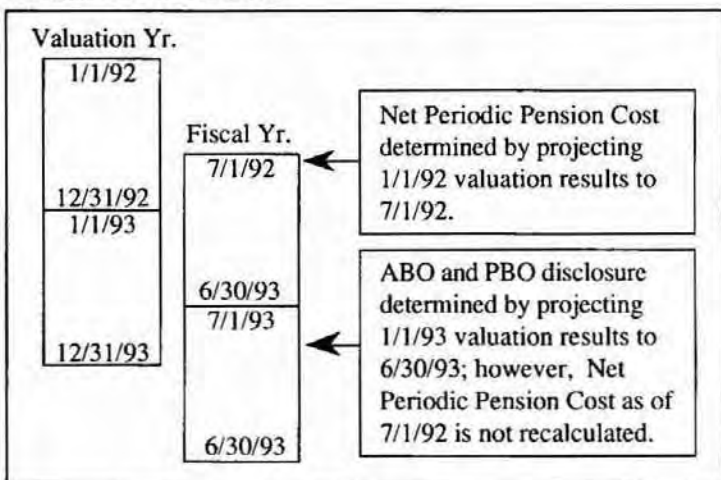 Valuation Yr.
1/1/92
12/31/92
1/1/93
12/31/93
Fiscal Yr.
7/1/92
6/30/93
7/1/93
6/30/93
Net Periodic Pension Cost
determined by projecting
1/1/92 valuation results to
7/1/92.
ABO and PBO disclosure
determined by projecting
1/1/93 valuation results to
6/30/93; however, Net
Periodic Pension Cost as of
7/1/92 is not recalculated.